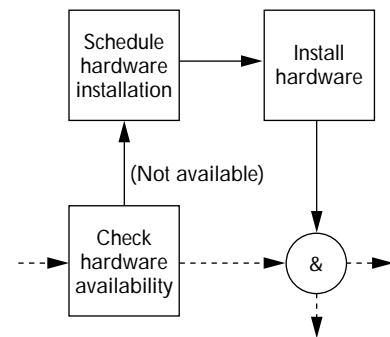 Schedule
hardware
installation
Install
hardware
(Not available)
Check
hardware
availability
&